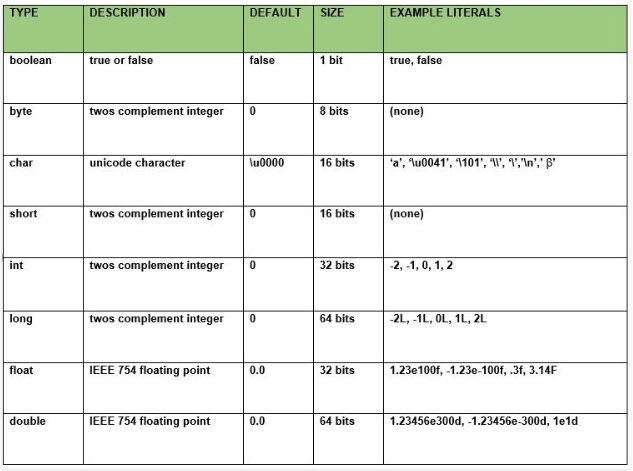 TYPE DESCRIPTION DEFAULT SIZE EXAMPLE LITERALS
boolean true or false false 1 bit true, false
byte twos complement integer 0 8 bits (none)
char unicode character \u0000 16 bits ‘a’, ‘\u0041’, ‘\101’, ‘\\’, ‘\’,‘\n’,’ β’
short twos complement integer 0 16 bits (none)
int twos complement integer 0 32 bits -2, -1, 0, 1, 2
long twos complement integer 0 64 bits -2L, -1L, 0L, 1L, 2L
float IEEE 754 floating point 0.0 32 bits 1.23e100f, -1.23e-100f, .3f, 3.14F
double IEEE 754 floating point 0.0 64 bits 1.23456e300d, -1.23456e-300d, 1e1d